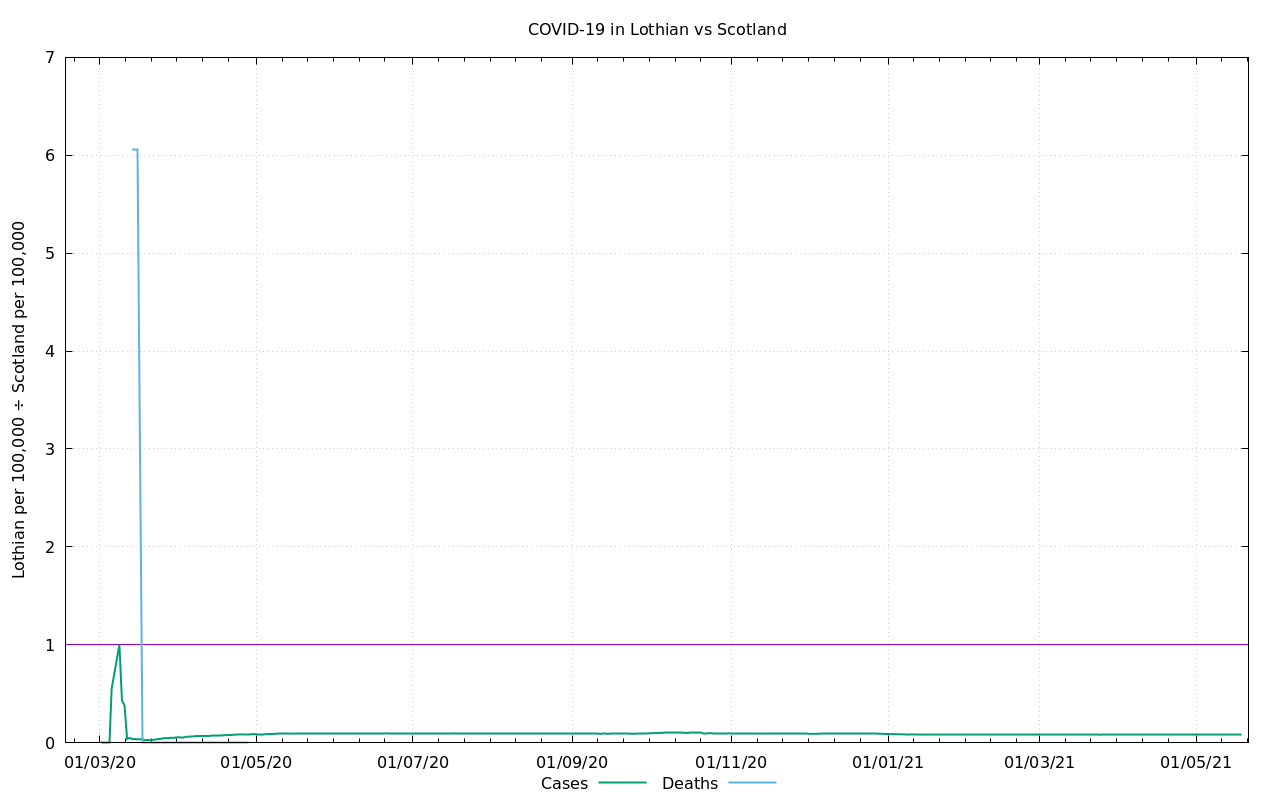 COVID-19 in Lothian vs Scotland
Lothian per 100,000 ÷ Scotland per 100,000
7
6
5
4
3
2
1
0
01/03/20 01/05/20 01/07/20 01/09/20 01/11/20 01/01/21 01/03/21 01/05/21
Cases Deaths